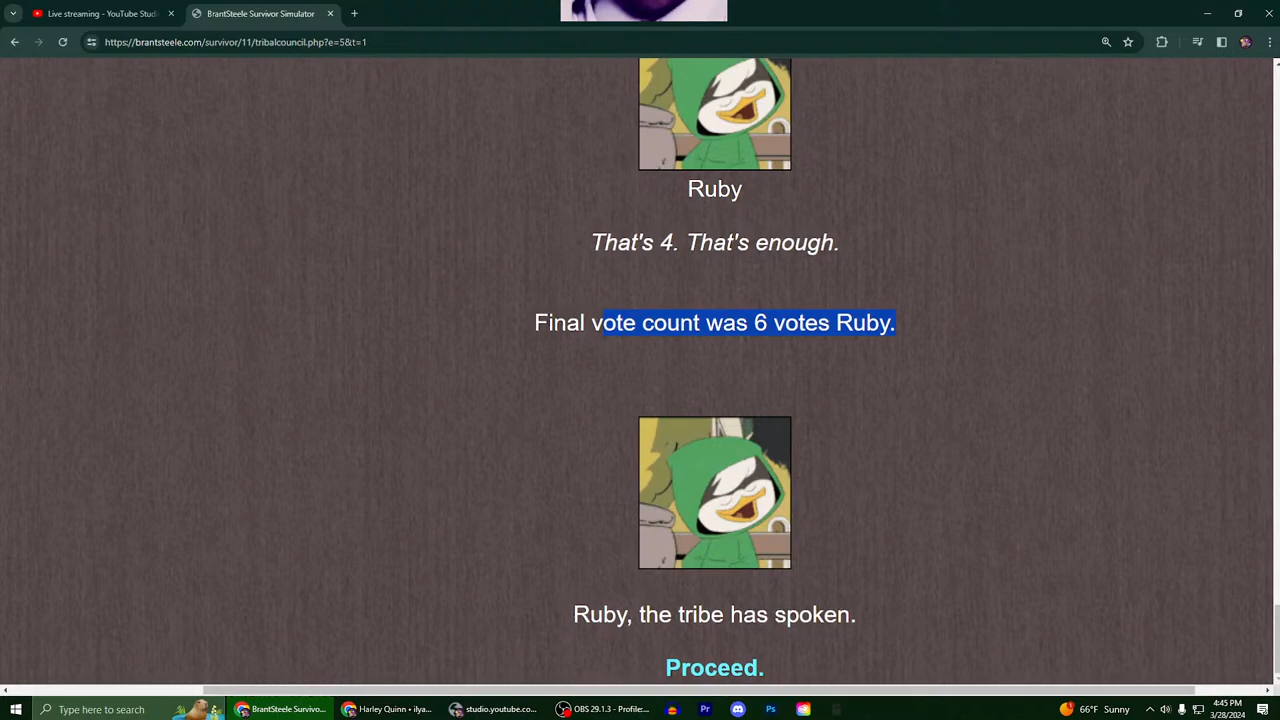 Live streaming - YouTube Stud
BrantSteele Survivor Simulator
https://brantsteele.com/survivor/11/tribalcouncil.php?e=5&t=1
Ruby
That's 4. That's enough.
Final vote count was 6 votes Ruby.
Ruby, the tribe has spoken.
Proceed.
Type here to search
BrantSteele Survivo...
Harley Quinn • ilya...
studio.youtube.co...
OBS 29.1.3 - Profile:...
Pr
Ps
66°F Sunny
4:45 PM
3/28/2024